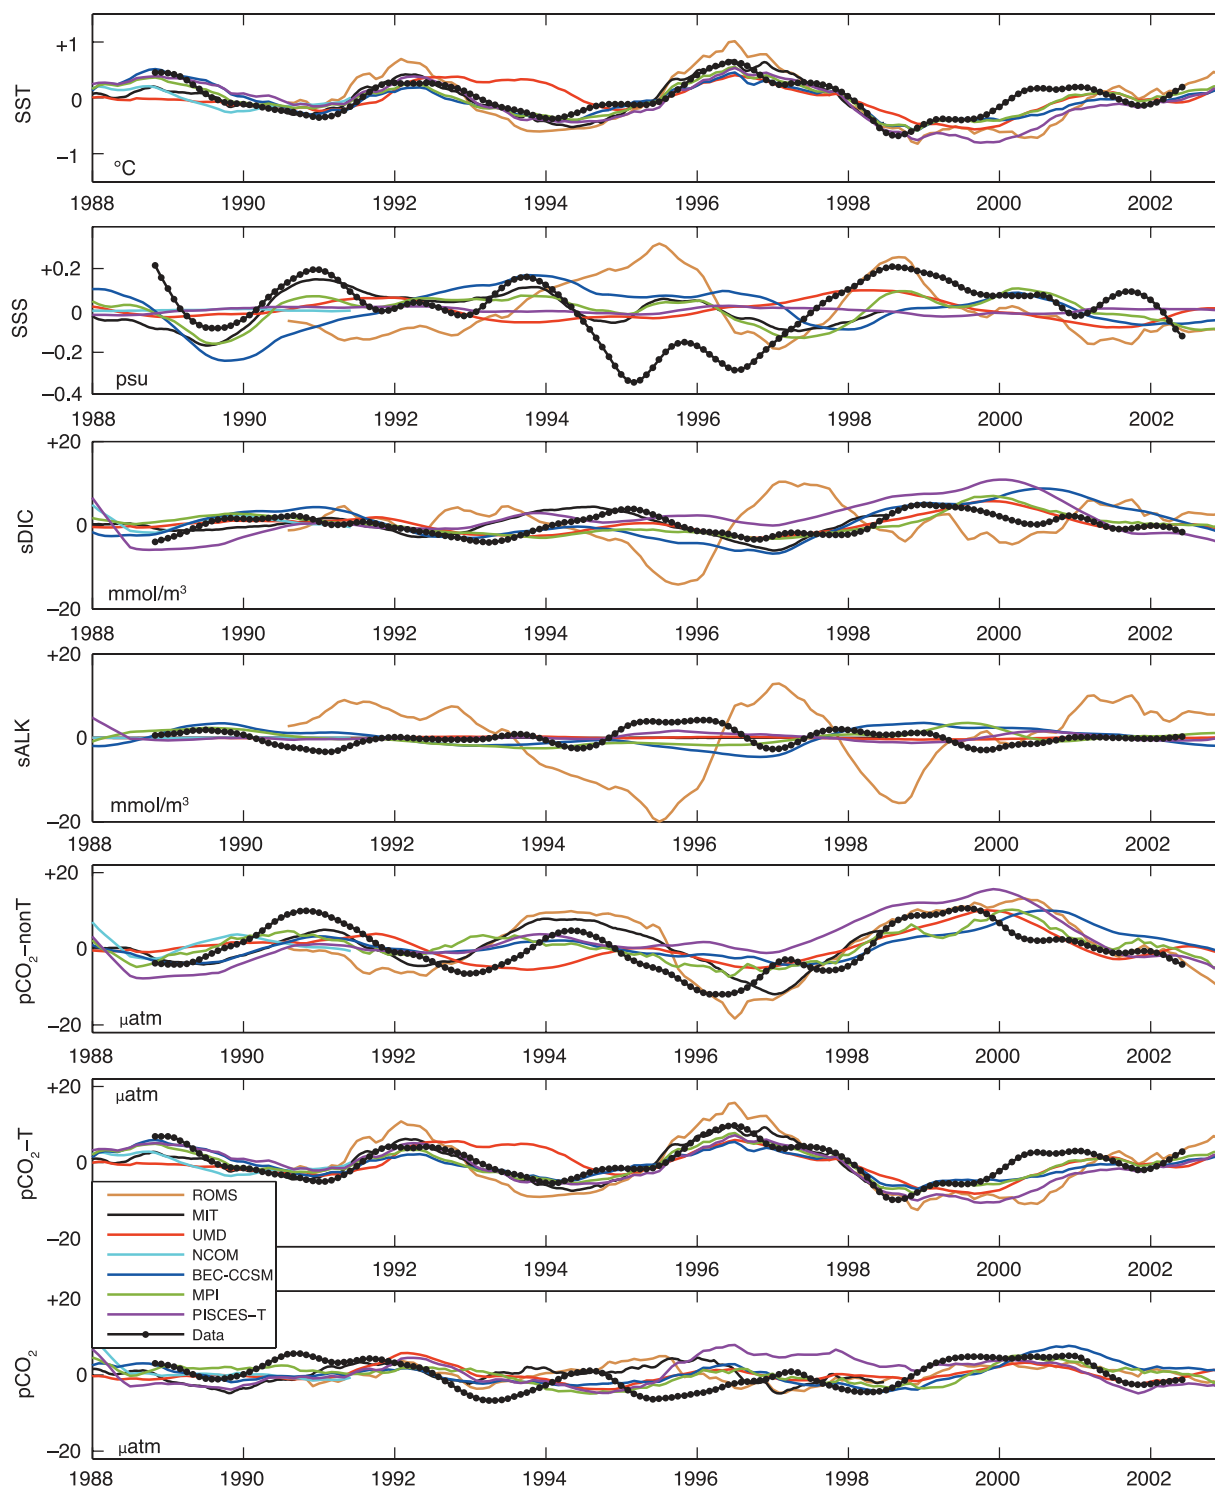 +1
0
−1
SST
°C
1988 1990 1992 1994 1996 1998 2000 2002
+0.2
0
−0.2
−0.4
SSS
psu
1988 1990 1992 1994 1996 1998 2000 2002
+20
0
−20
sDIC
mmol/m³
1988 1990 1992 1994 1996 1998 2000 2002
+20
0
−20
sALK
mmol/m³
1988 1990 1992 1994 1996 1998 2000 2002
+20
0
−20
pCO₂−nonT
μatm
1988 1990 1992 1994 1996 1998 2000 2002
+20
0
−20
pCO₂−T
μatm
ROMS
MIT
UMD
NCOM
BEC-CCSM
MPI
PISCES−T
Data
1992 1994 1996 1998 2000 2002
+20
0
−20
pCO₂
μatm
1988 1990 1992 1994 1996 1998 2000 2002